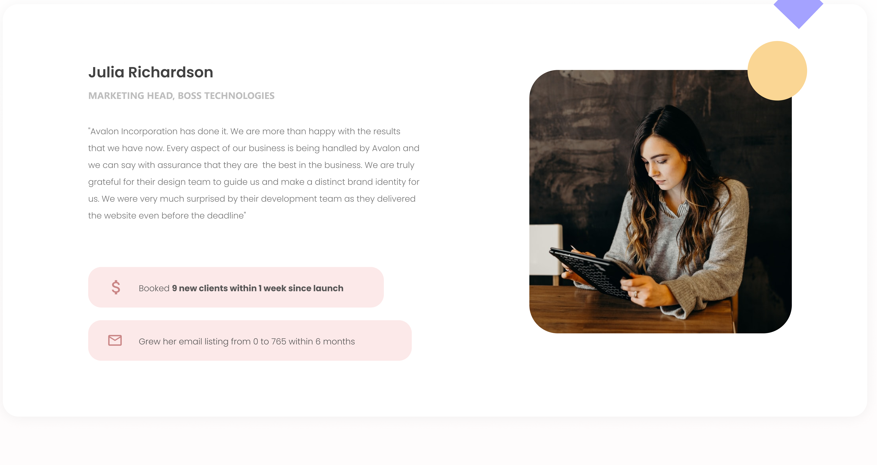 Julia Richardson
MARKETING HEAD, BOSS TECHNOLOGIES
"Avalon Incorporation has done it. We are more than happy with the results
that we have now. Every aspect of our business is being handled by Avalon and
we can say with assurance that they are  the best in the business. We are truly
grateful for their design team to guide us and make a distinct brand identity for
us. We were very much surprised by their development team as they delivered
the website even before the deadline"
$
Booked 9 new clients within 1 week since launch
Grew her email listing from 0 to 765 within 6 months